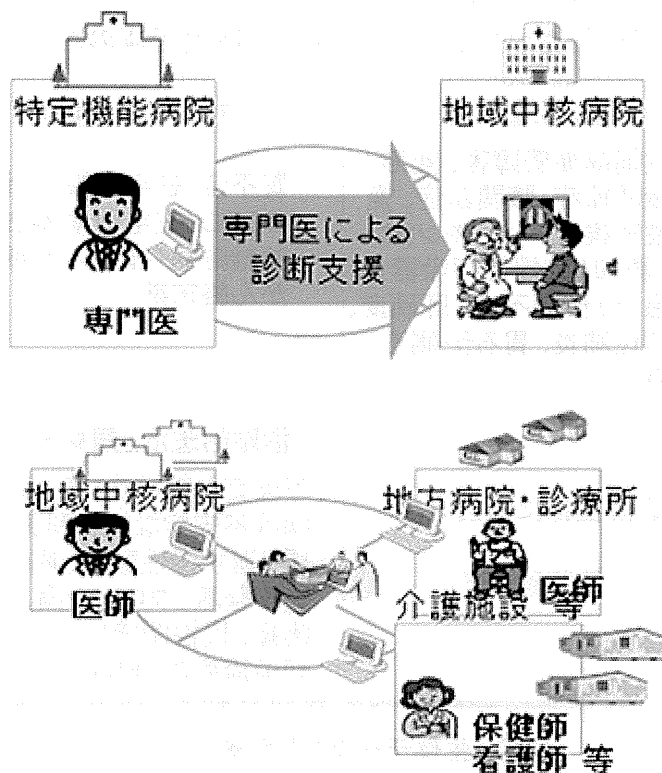 特定機能病院
地域中核病院
専門医による
診断支援
専門医
地域中核病院
医師
地方病院・診療所
医師
介護施設 等
保健師
看護師 等